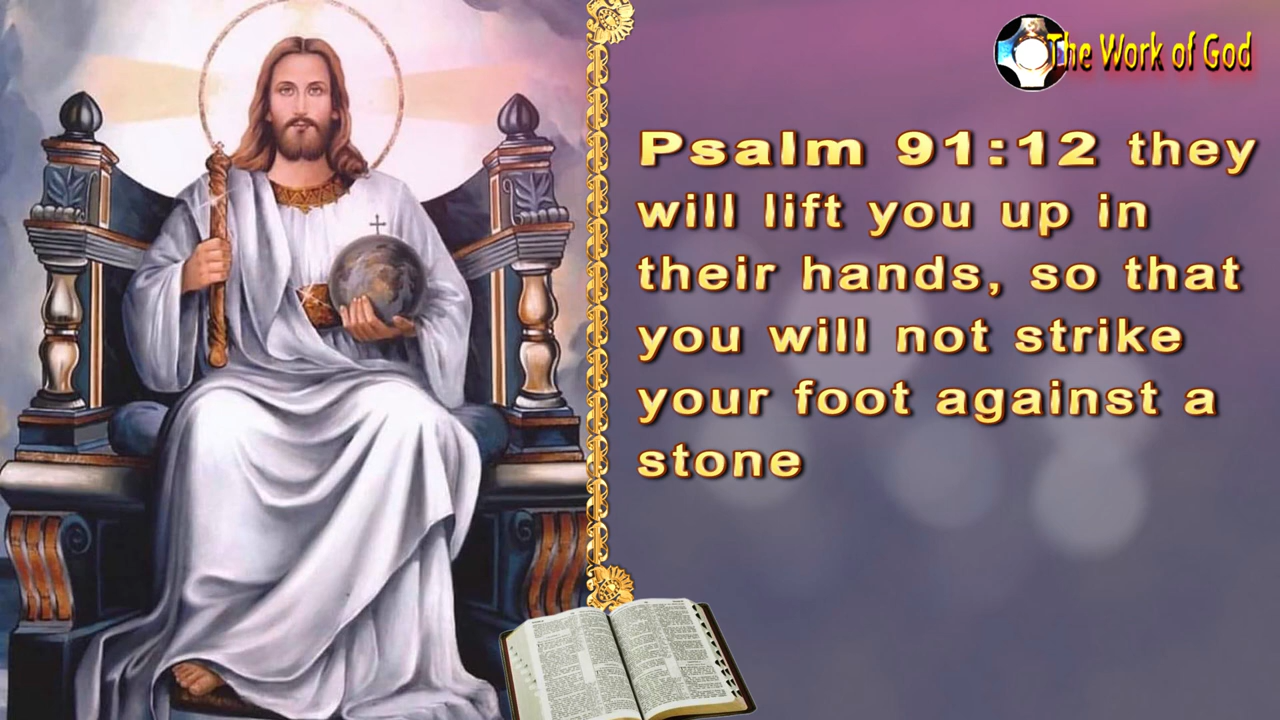 The Work of God
Psalm 91:12 they
will lift you up in
their hands, so that
you will not strike
your foot against a
stone